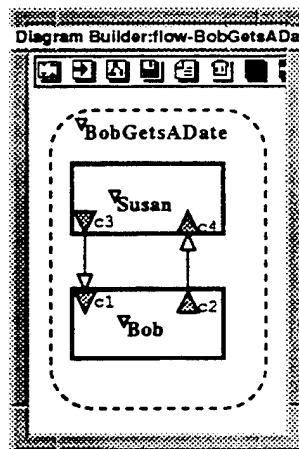 Diagram Builder:flow-BobGetsADa
BobGetsADate
Susan
c3 c4
c1 c2
Bob